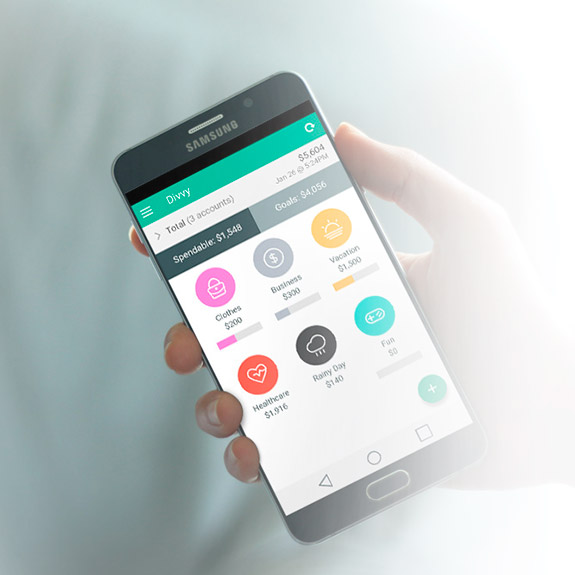 SAMSUNG
Divvy
Total (3 accounts)
$5,604
Jan 26 @ 5:24PM
Spendable: $1,548
Goals: $4,056
Clothes
$200
Business
$300
Vacation
$1,500
Healthcare
$1,916
Rainy Day
$140
Fun
$0